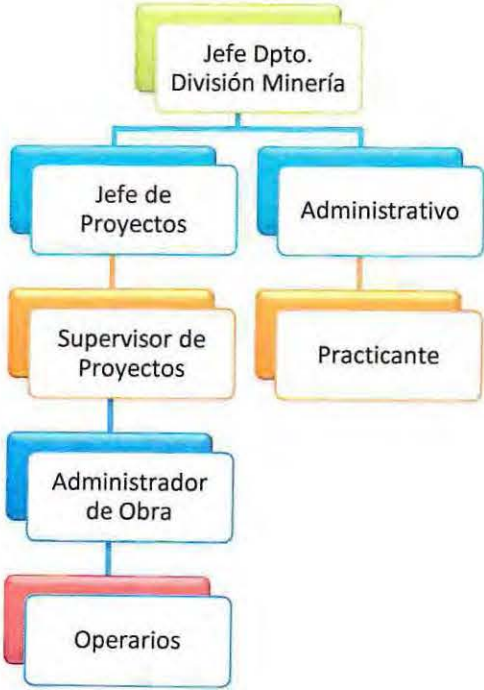 Jefe Dpto.
División Minería
Jefe de
Proyectos
Administrativo
Supervisor de
Proyectos
Practicante
Administrador
de Obra
Operarios